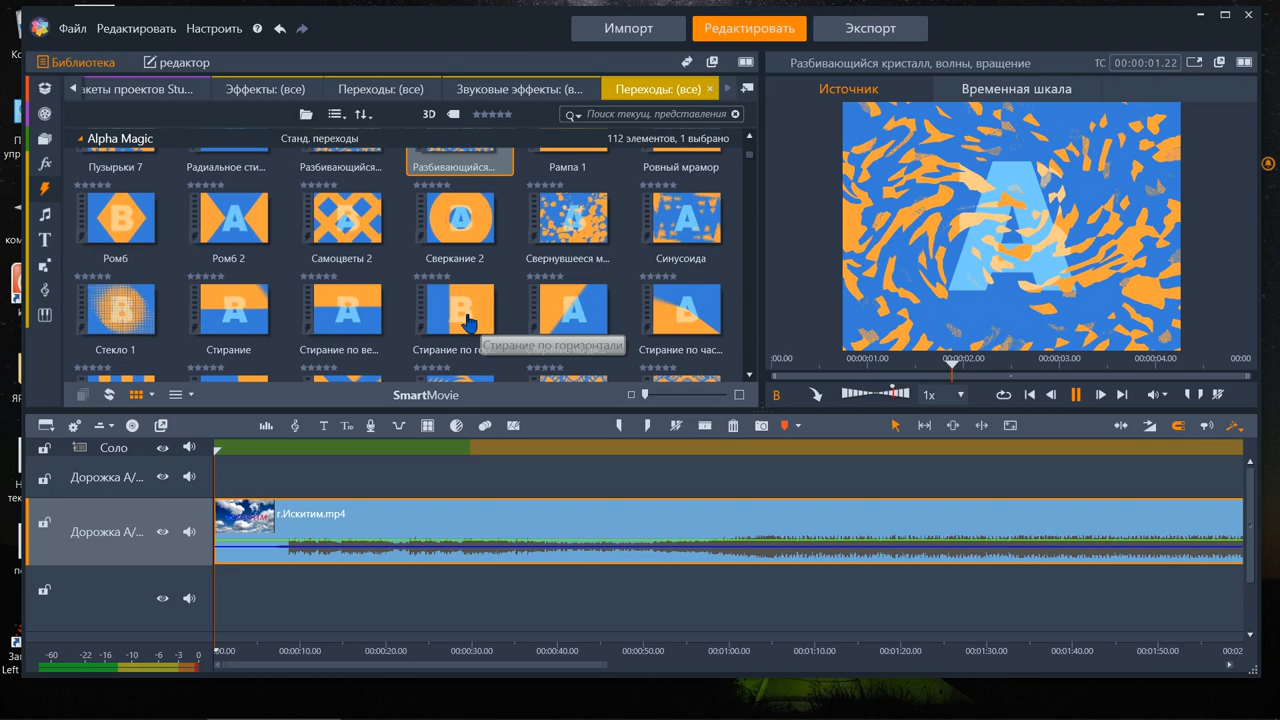 Файл Редактировать Настроить Импорт Редактировать Экспорт
Библиотека редактор
Разбивающийся кристалл, волны, вращение TC 00:00:01.22
акеты проектов Stu... Эффекты: (все) Переходы: (все) Звуковые эффекты: (в... Переходы: (все)
Источник Временная шкала
3D Поиск текущ. представления
Alpha Magic Станд. переходы 112 элементов, 1 выбрано
Пузырьки 7 Радиальное сти... Разбивающийся... Разбивающийся... Рампа 1 Ровный мрамор
B A B A A A
Ромб Ромб 2 Самоцветы 2 Сверкание 2 Свернувшееся м... Синусоида
B A A B A B
Стекло 1 Стирание Стирание по ве... Стирание по го Стирание по час...
Стирание по горизонтали
A
:00.00 00:00:01.00 00:00:02.00 00:00:03.00 00:00:04.00 00:00
SmartMovie
B 1x
Соло
Дорожка А/...
Дорожка А/...
г.Искитим.mp4
-60 -22 -16 -10 -6 -3 0
:00.00 00:00:10.00 00:00:20.00 00:00:30.00 00:00:40.00 00:00:50.00 00:01:00.00 00:01:10.00 00:01:20.00 00:01:30.00 00:01:40.00 00:01:50.00 00:02
Left